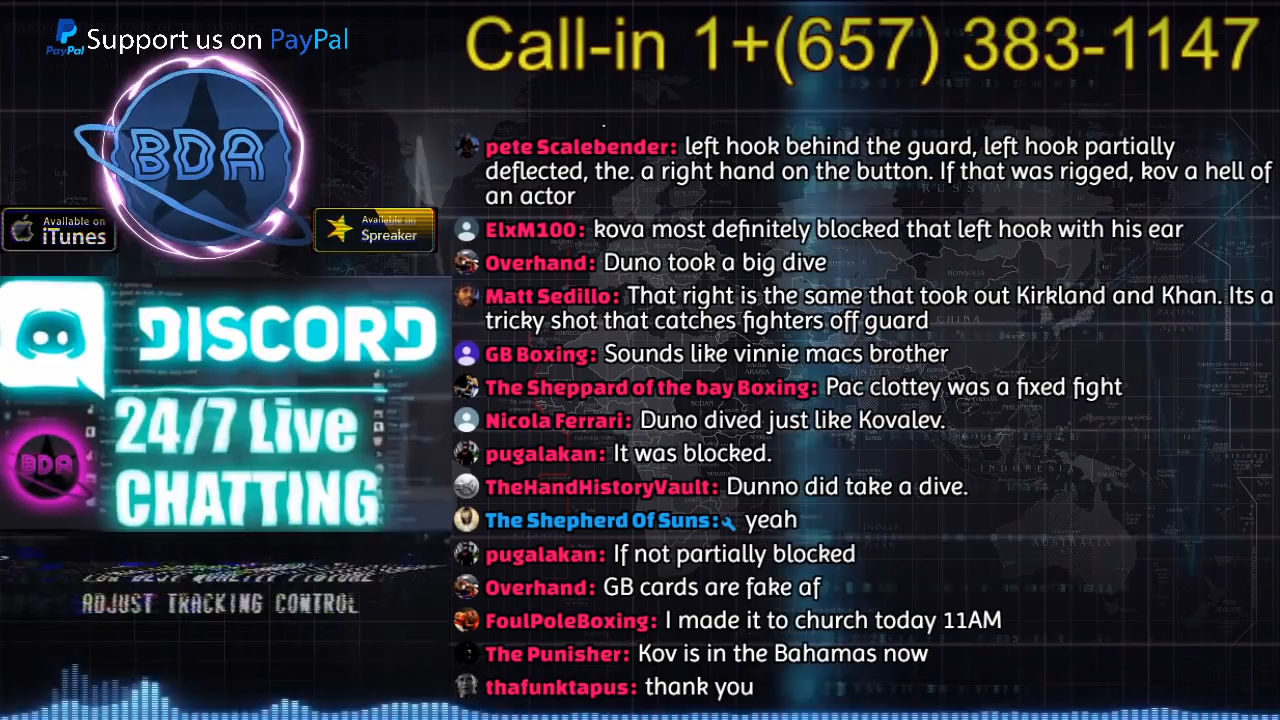 PayPal Support us on PayPal
Call-in 1+(657) 383-1147
BDA
Available on
iTunes
Available on
Spreaker
DISCORD
24/7 Live
CHATTING
BDA
ADJUST TRACKING CONTROL
pete Scalebender: left hook behind the guard, left hook partially
deflected, the. a right hand on the button. If that was rigged, kov a hell of
an actor
ElxM100: kova most definitely blocked that left hook with his ear
Overhand: Duno took a big dive
Matt Sedillo: That right is the same that took out Kirkland and Khan. Its a
tricky shot that catches fighters off guard
GB Boxing: Sounds like vinnie macs brother
The Sheppard of the bay Boxing: Pac clottey was a fixed fight
Nicola Ferrari: Duno dived just like Kovalev.
pugalakan: It was blocked.
TheHandHistoryVault: Dunno did take a dive.
The Shepherd Of Suns: yeah
pugalakan: If not partially blocked
Overhand: GB cards are fake af
FoulPoleBoxing: I made it to church today 11AM
The Punisher: Kov is in the Bahamas now
thafunktapus: thank you
RUSSIA
MONGOLIA
CHINA
INDONESIA
AUSTRALIA